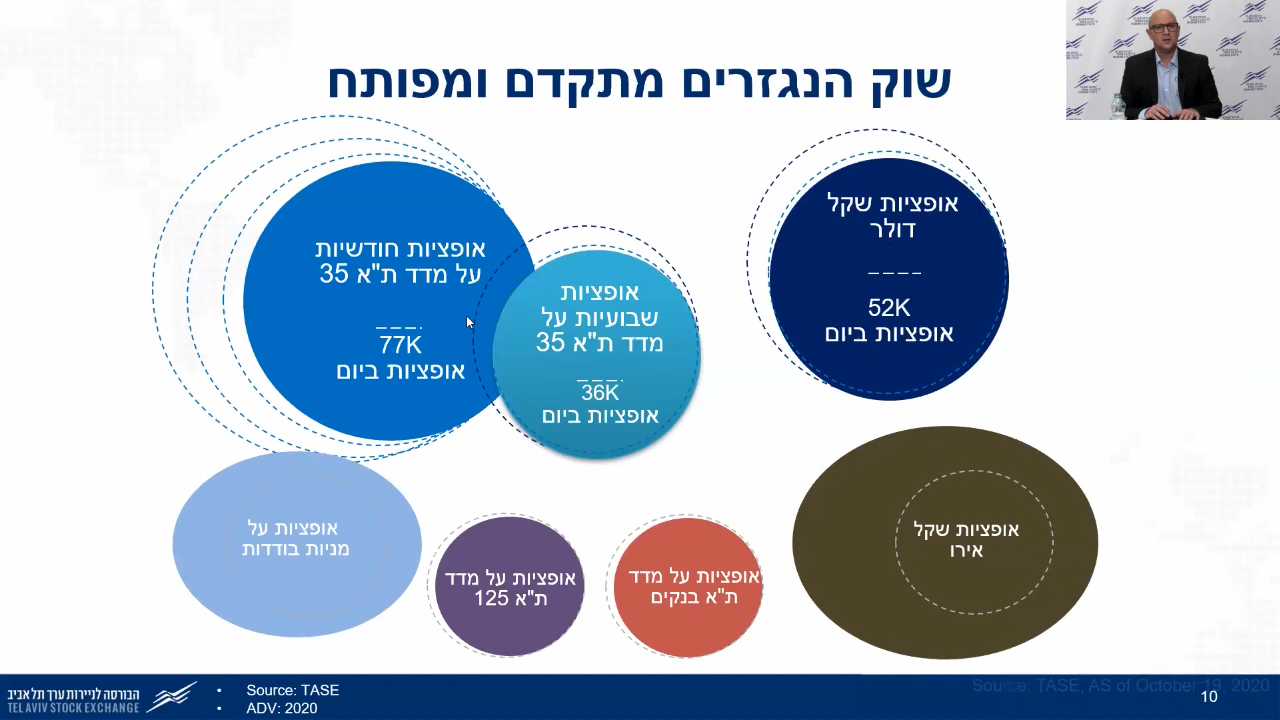 שוק הנגזרים מתקדם ומפותח
אופציות שקל
דולר
_ _ _ _
52K
אופציות ביום
אופציות חודשיות
על מדד ת"א 35
_ _ _.
77K
אופציות ביום
אופציות
שבועיות על
מדד ת"א 35
_ _ _.
36K
אופציות ביום
אופציות שקל
אירו
אופציות על מדד
ת"א בנקים
אופציות על מדד
ת"א 125
אופציות על
מניות בודדות
הבורסה לניירות ערך תל אביב
TEL AVIV STOCK EXCHANGE
• Source: TASE
• ADV: 2020
Source: TASE, AS of October 19, 2020
10